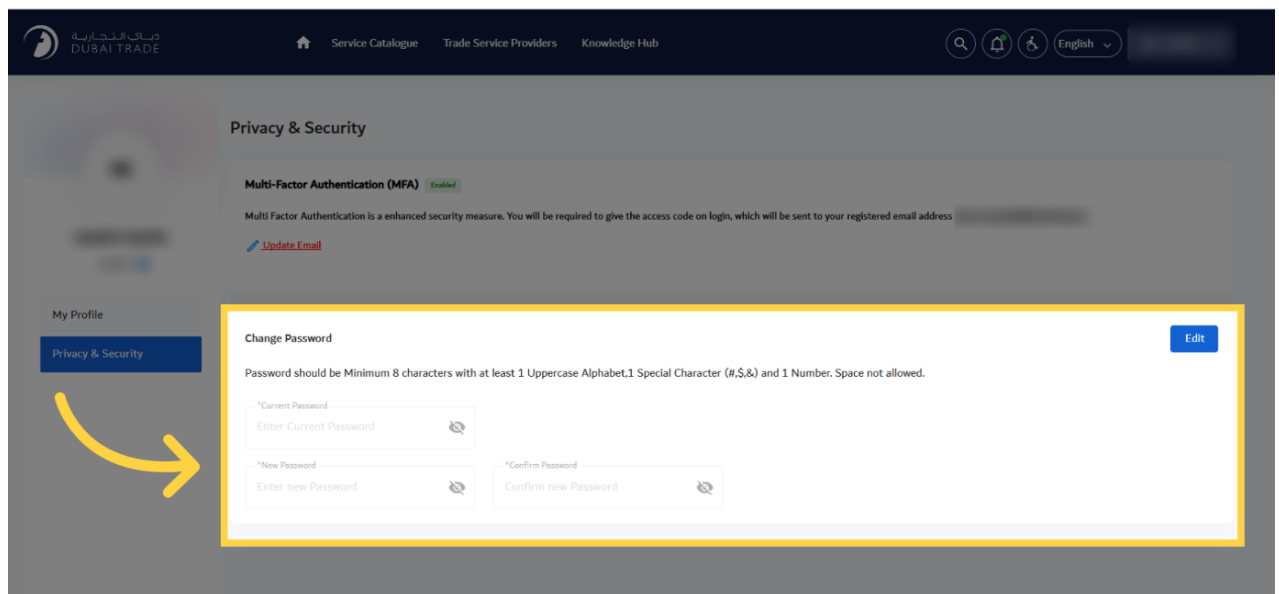 دبـــي التـجـاريــة
DUBAI TRADE
Service Catalogue
Trade Service Providers
Knowledge Hub
English
Privacy & Security
Multi-Factor Authentication (MFA) Enabled
Multi Factor Authentication is a enhanced security measure. You will be required to give the access code on login, which will be sent to your registered email address
Update Email
My Profile
Privacy & Security
Change Password
Edit
Password should be Minimum 8 characters with at least 1 Uppercase Alphabet,1 Special Character (#,$,&) and 1 Number. Space not allowed.
*Current Password
Enter Current Password
*New Password
*Confirm Password
Enter new Password
Confirm new Password